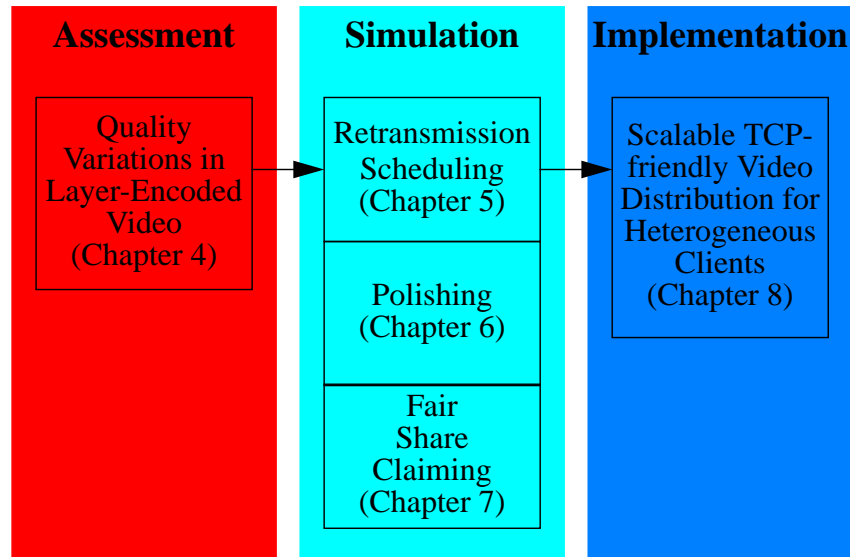 Assessment
Quality
Variations in
Layer-Encoded
Video
(Chapter 4)
Simulation
Retransmission
Scheduling
(Chapter 5)
Polishing
(Chapter 6)
Fair
Share
Claiming
(Chapter 7)
Implementation
Scalable TCP-
friendly Video
Distribution for
Heterogeneous
Clients
(Chapter 8)